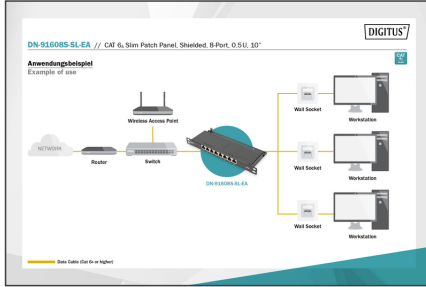 DIGITUS®
DN-91608S-SL-EA // CAT 6A Slim Patch Panel, Shielded, 8-Port, 0.5U, 10"
CAT
Anwendungsbeispiel
Example of use
Wireless Access Point
NETWORK
Router
Switch
DN-91608S-SL-EA
Wall Socket
Workstation
Wall Socket
Workstation
Wall Socket
Workstation
Data Cable (Cat 6A or higher)